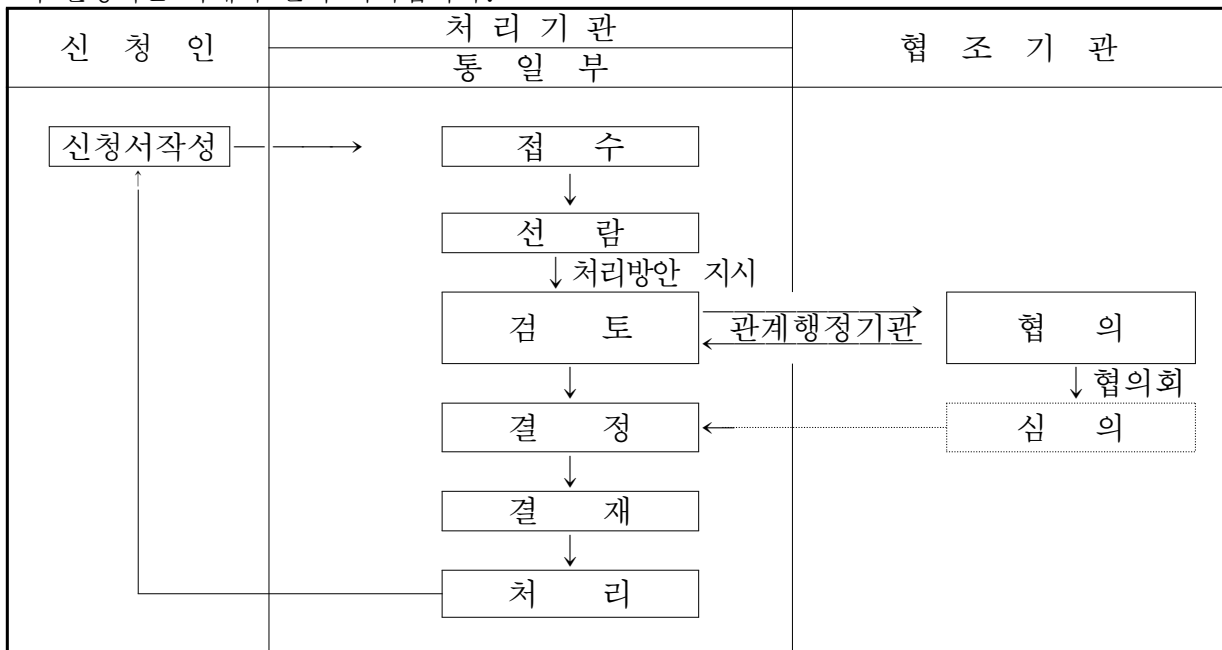 신 청 인
처 리 기 관
통 일 부
협 조 기 관
신청서작성
접 수
선 람
처리방안 지시
검 토
관계행정기관
협 의
협의회
결 정
심 의
결 재
처 리